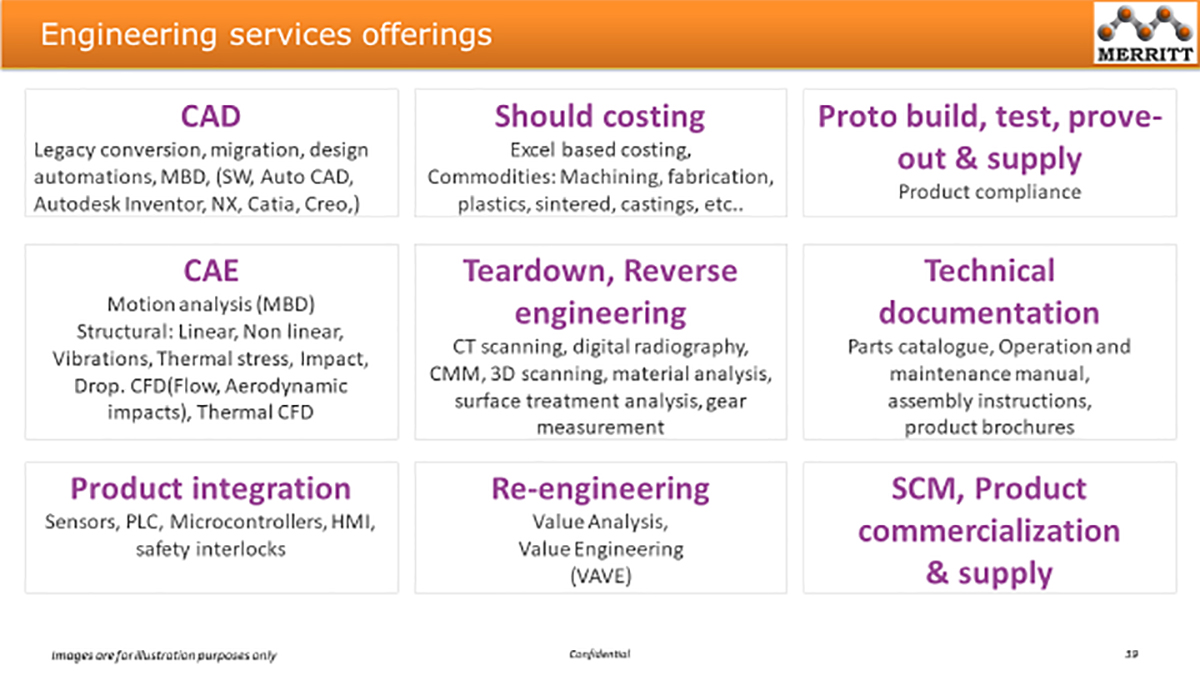 Engineering services offerings
MERRITT
CAD
Legacy conversion, migration, design
automations, MBD, (SW, Auto CAD,
Autodesk Inventor, NX, Catia, Creo,)
Should costing
Excel based costing,
Commodities: Machining, fabrication,
plastics, sintered, castings, etc..
Proto build, test, prove-
out & supply
Product compliance
CAE
Motion analysis (MBD)
Structural: Linear, Non linear,
Vibrations, Thermal stress, Impact,
Drop. CFD(Flow, Aerodynamic
impacts), Thermal CFD
Teardown, Reverse
engineering
CT scanning, digital radiography,
CMM, 3D scanning, material analysis,
surface treatment analysis, gear
measurement
Technical
documentation
Parts catalogue, Operation and
maintenance manual,
assembly instructions,
product brochures
Product integration
Sensors, PLC, Microcontrollers, HMI,
safety interlocks
Re-engineering
Value Analysis,
Value Engineering
(VAVE)
SCM, Product
commercialization
& supply
Images are for illustration purposes only
Confidential
39